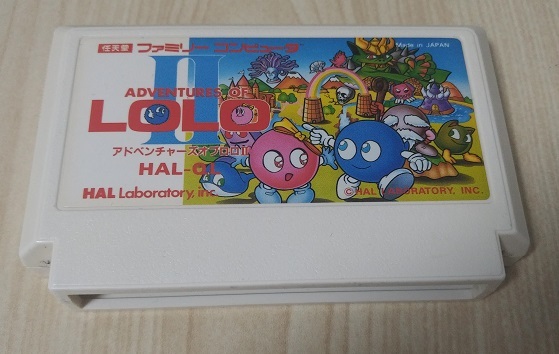 任天堂 ファミリーコンピュータ
Made in JAPAN
II
ADVENTURES OF
LOLO
アドベンチャーズオブロロII
HAL-O1
HAL Laboratory, inc.
©HAL LABORATORY, INC.